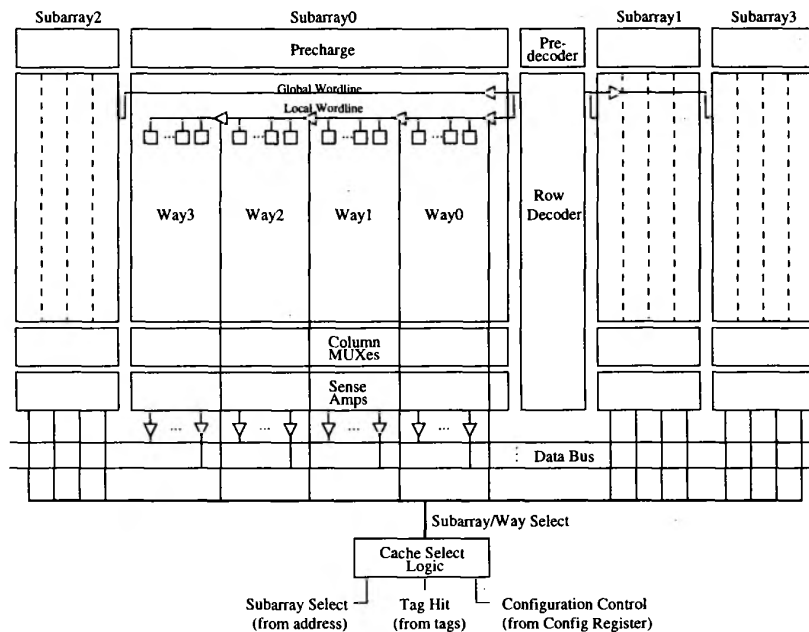 Subarray2
Subarray0
Subarray1
Subarray3
Precharge
Pre-
decoder
Global Wordline
Local Wordline
...
...
...
...
Way3
Way2
Way1
Way0
Row
Decoder
Column
MUXes
Sense
Amps
...
...
...
...
Data Bus
Subarray/Way Select
Cache Select
Logic
Subarray Select
(from address)
Tag Hit
(from tags)
Configuration Control
(from Config Register)